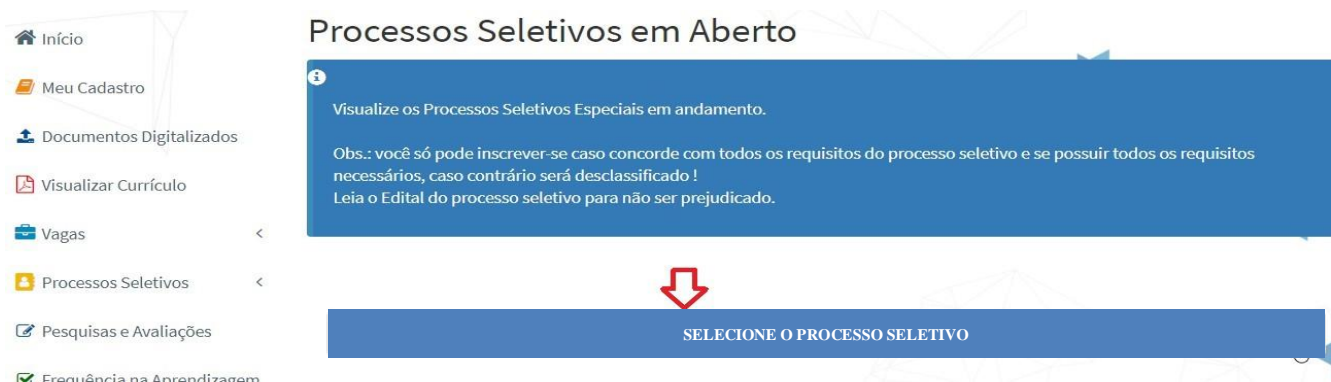 Início
Meu Cadastro
Documentos Digitalizados
Visualizar Currículo
Vagas
Processos Seletivos
Pesquisas e Avaliações
Frequência na Aprendizagem
Processos Seletivos em Aberto
Visualize os Processos Seletivos Especiais em andamento.
Obs.: você só pode inscrever-se caso concorde com todos os requisitos do processo seletivo e se possuir todos os requisitos
necessários, caso contrário será desclassificado !
Leia o Edital do processo seletivo para não ser prejudicado.
SELECIONE O PROCESSO SELETIVO